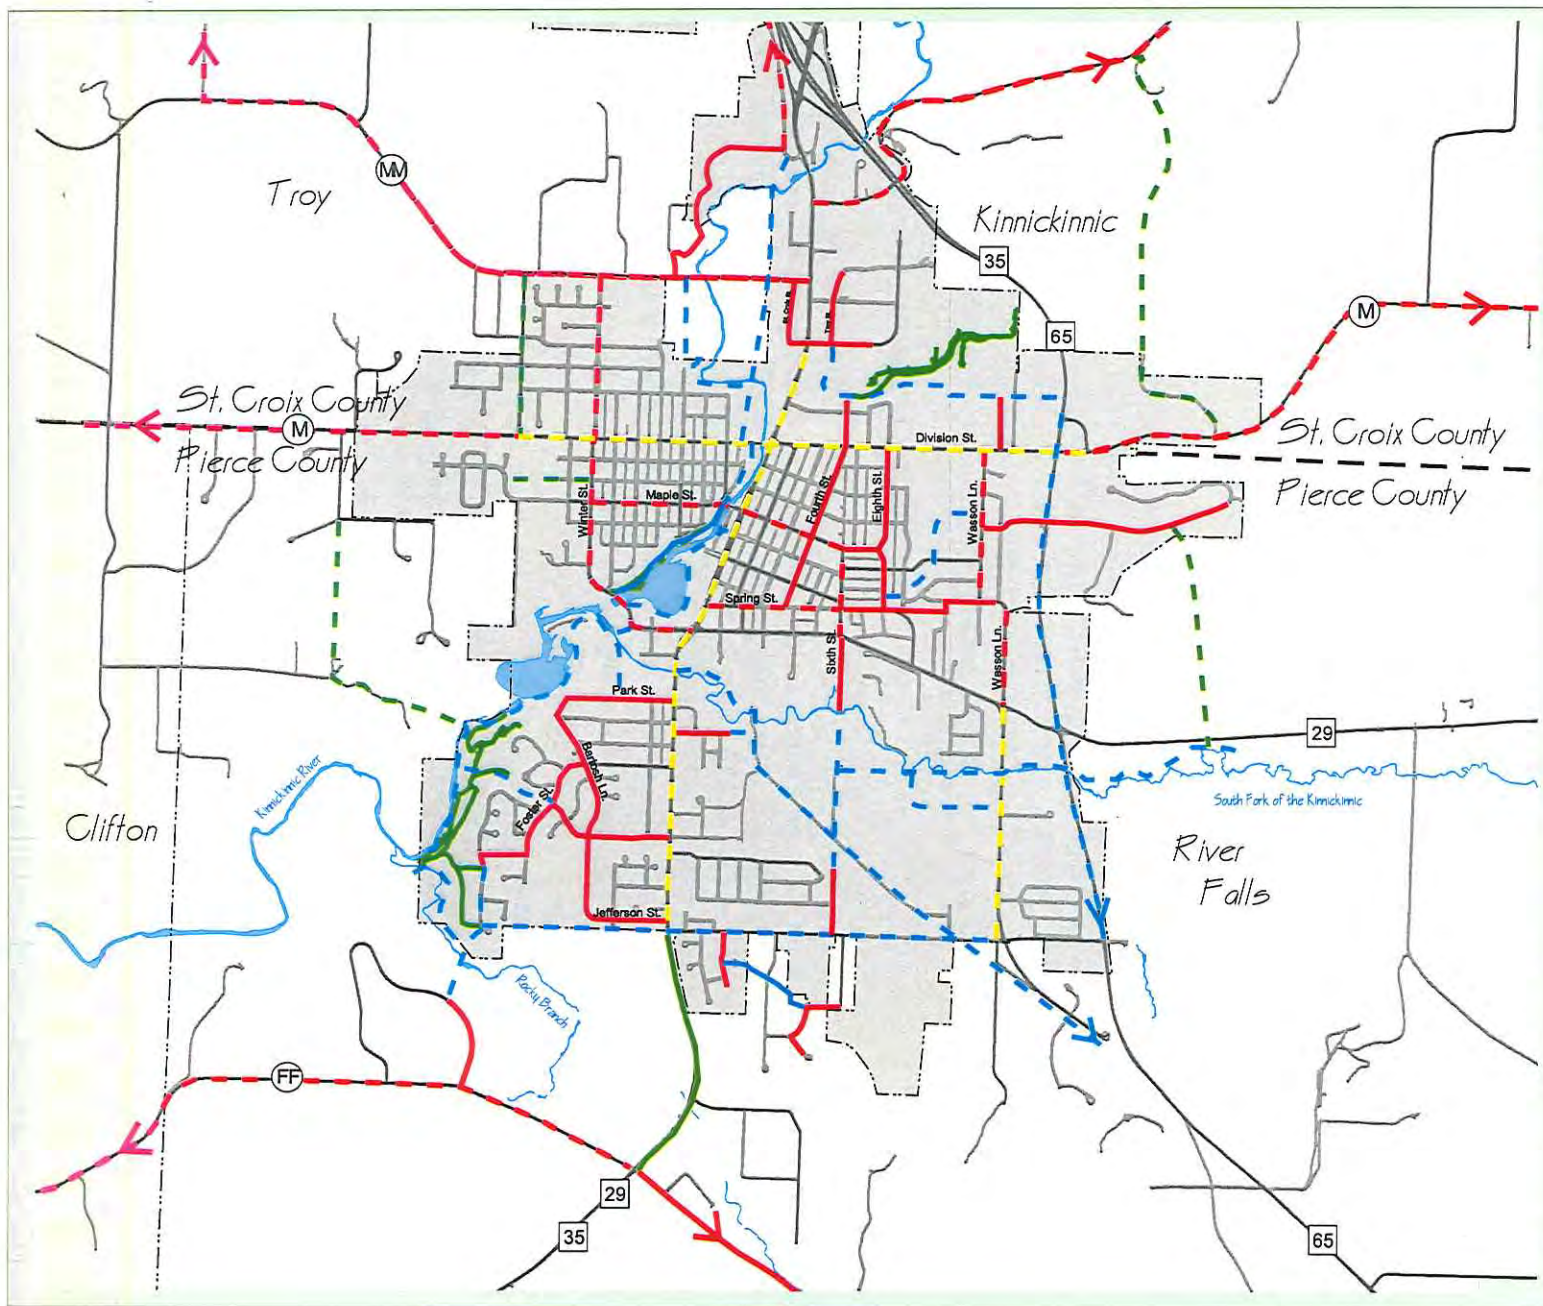 MM
Troy
Kinnickinnic
35
M
65
St. Croix County
M
Pierce County
Division St.
St. Croix County
Pierce County
Maple St.
Winter St.
Fourth St.
Eighth St.
Wasson Ln.
Spring St.
Sixth St.
Wasson Ln.
Park St.
Bartosh Ln.
Foster St.
29
Kinnickinnic River
South Fork of the Kinnickinnic
Clifton
River
Falls
Jefferson St.
Rocky Branch
FF
29
35
65